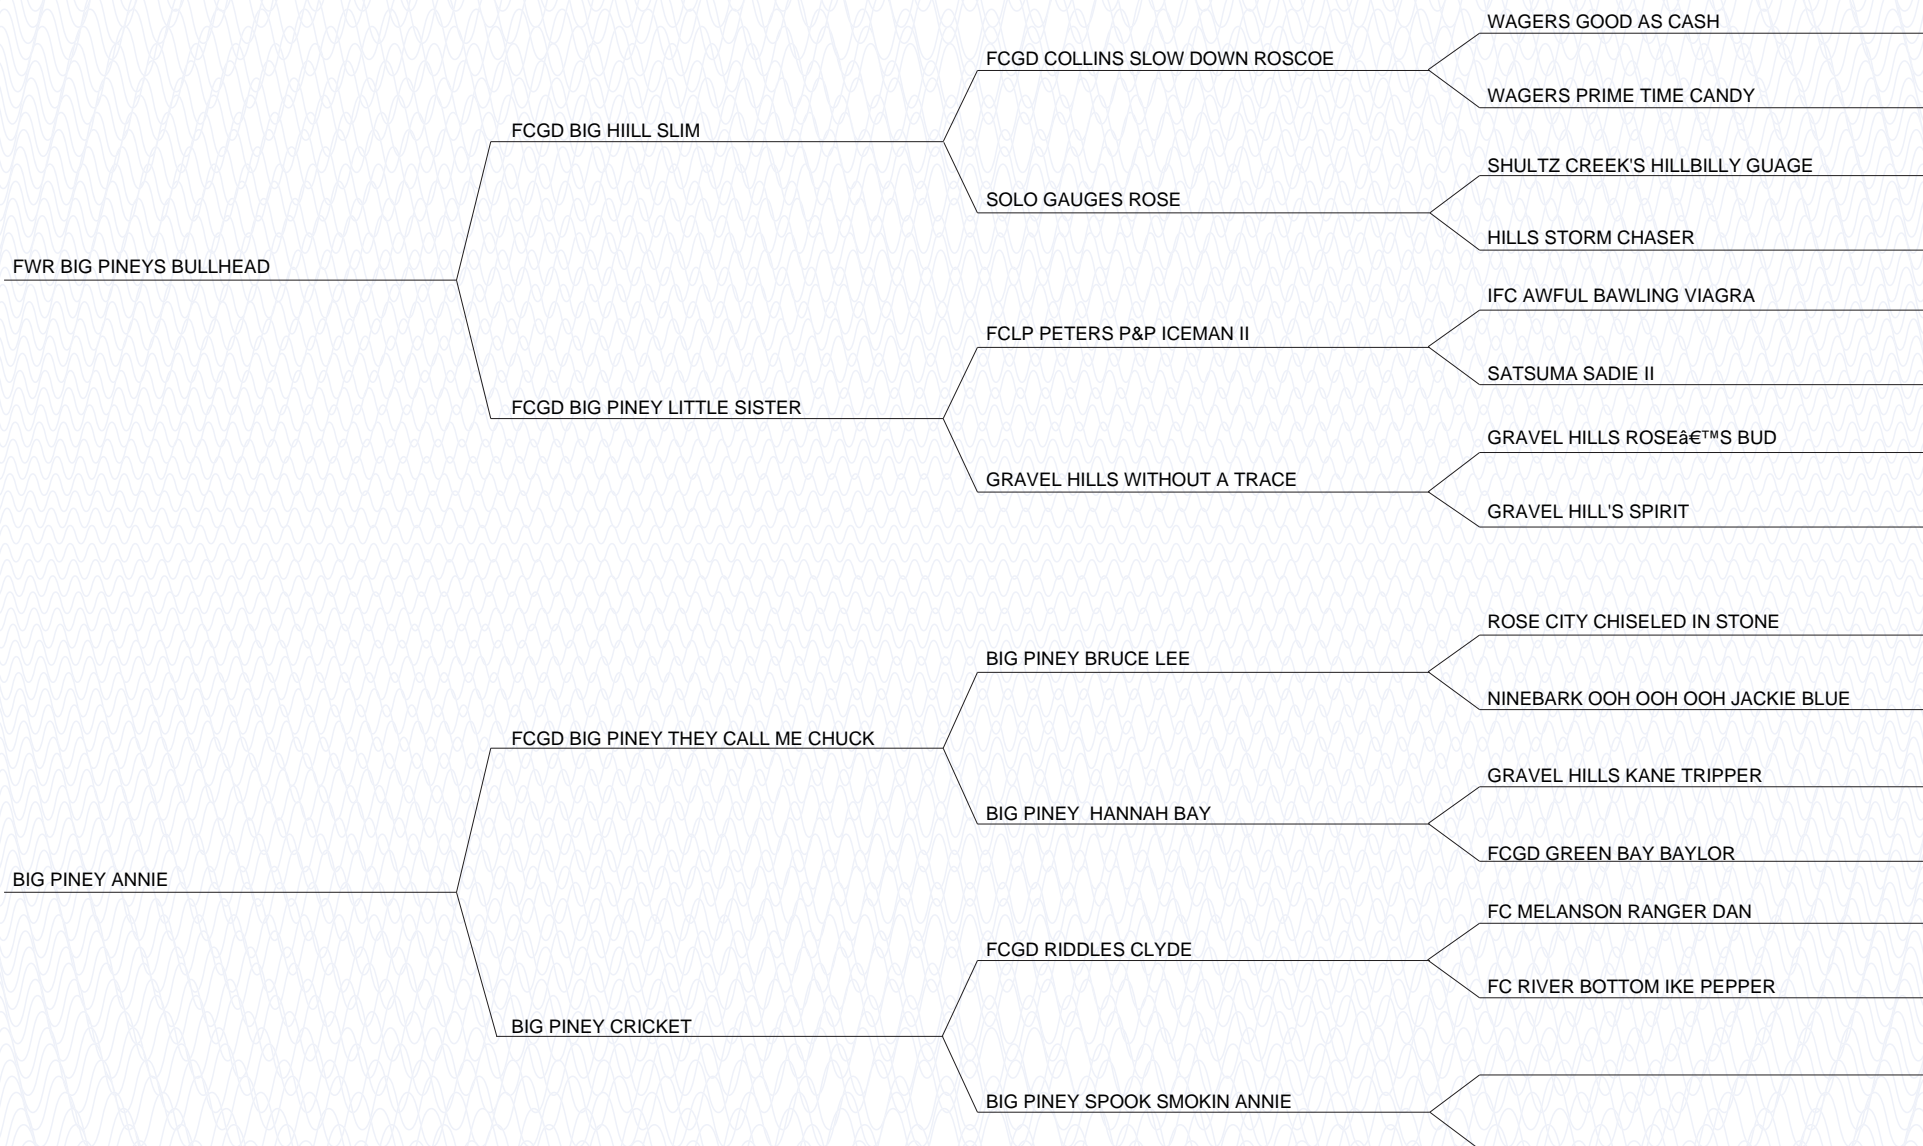 WAGERS GOOD AS CASH
FCGD COLLINS SLOW DOWN ROSCOE
WAGERS PRIME TIME CANDY
FCGD BIG HIILL SLIM
SHULTZ CREEK'S HILLBILLY GUAGE
SOLO GAUGES ROSE
HILLS STORM CHASER
FWR BIG PINEYS BULLHEAD
IFC AWFUL BAWLING VIAGRA
FCLP PETERS P&P ICEMAN II
SATSUMA SADIE II
FCGD BIG PINEY LITTLE SISTER
GRAVEL HILLS ROSEâ€™S BUD
GRAVEL HILLS WITHOUT A TRACE
GRAVEL HILL'S SPIRIT
ROSE CITY CHISELED IN STONE
BIG PINEY BRUCE LEE
NINEBARK OOH OOH OOH JACKIE BLUE
FCGD BIG PINEY THEY CALL ME CHUCK
GRAVEL HILLS KANE TRIPPER
BIG PINEY  HANNAH BAY
FCGD GREEN BAY BAYLOR
BIG PINEY ANNIE
FC MELANSON RANGER DAN
FCGD RIDDLES CLYDE
FC RIVER BOTTOM IKE PEPPER
BIG PINEY CRICKET
BIG PINEY SPOOK SMOKIN ANNIE